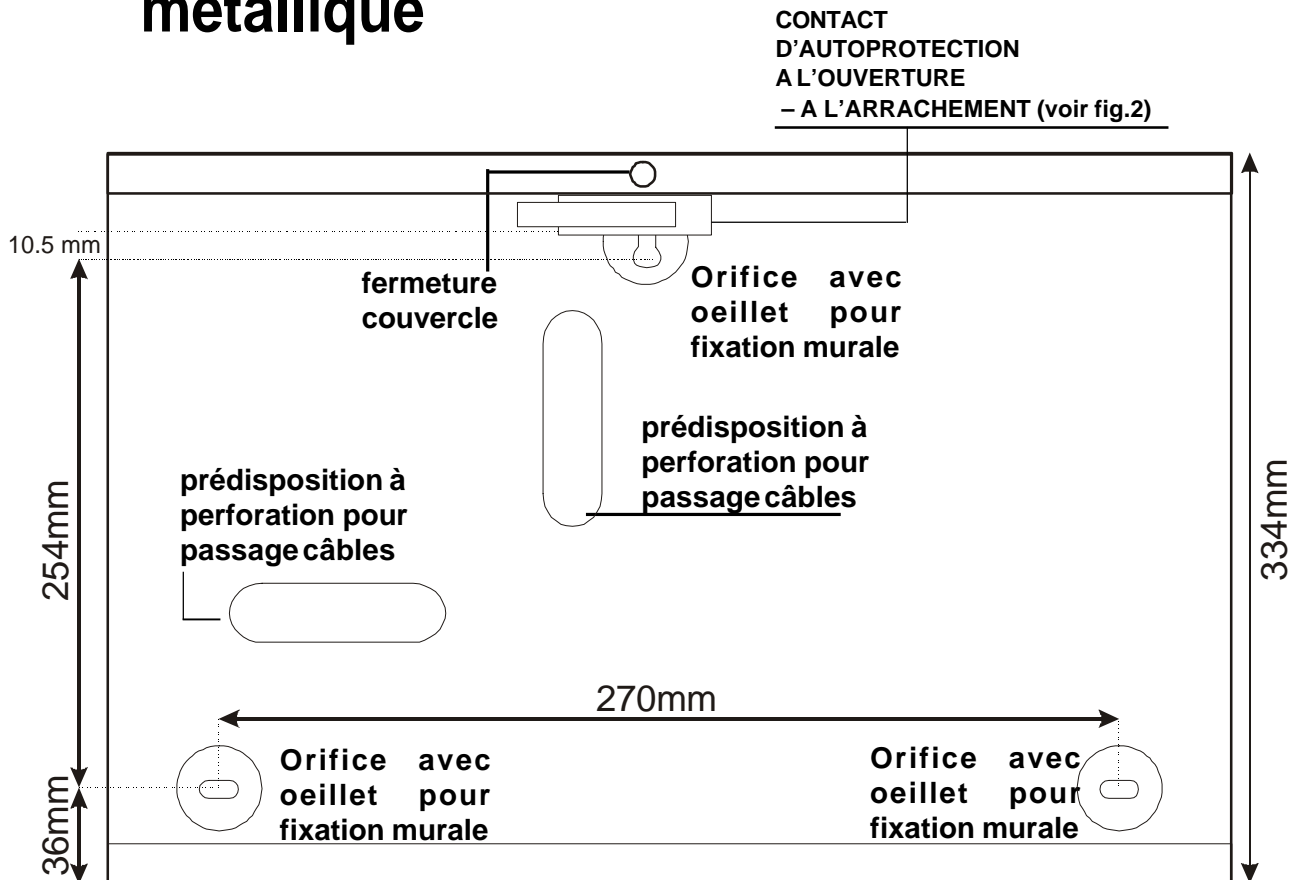 métallique
CONTACT
D'AUTOPROTECTION
A L'OUVERTURE
– A L'ARRACHEMENT (voir fig.2)
10.5 mm
fermeture
couvercle
Orifice avec
oeillet pour
fixation murale
prédisposition à
perforation pour
passage câbles
prédisposition à
perforation pour
passage câbles
254mm
334mm
270mm
Orifice avec
oeillet pour
fixation murale
Orifice avec
oeillet pour
fixation murale
36mm